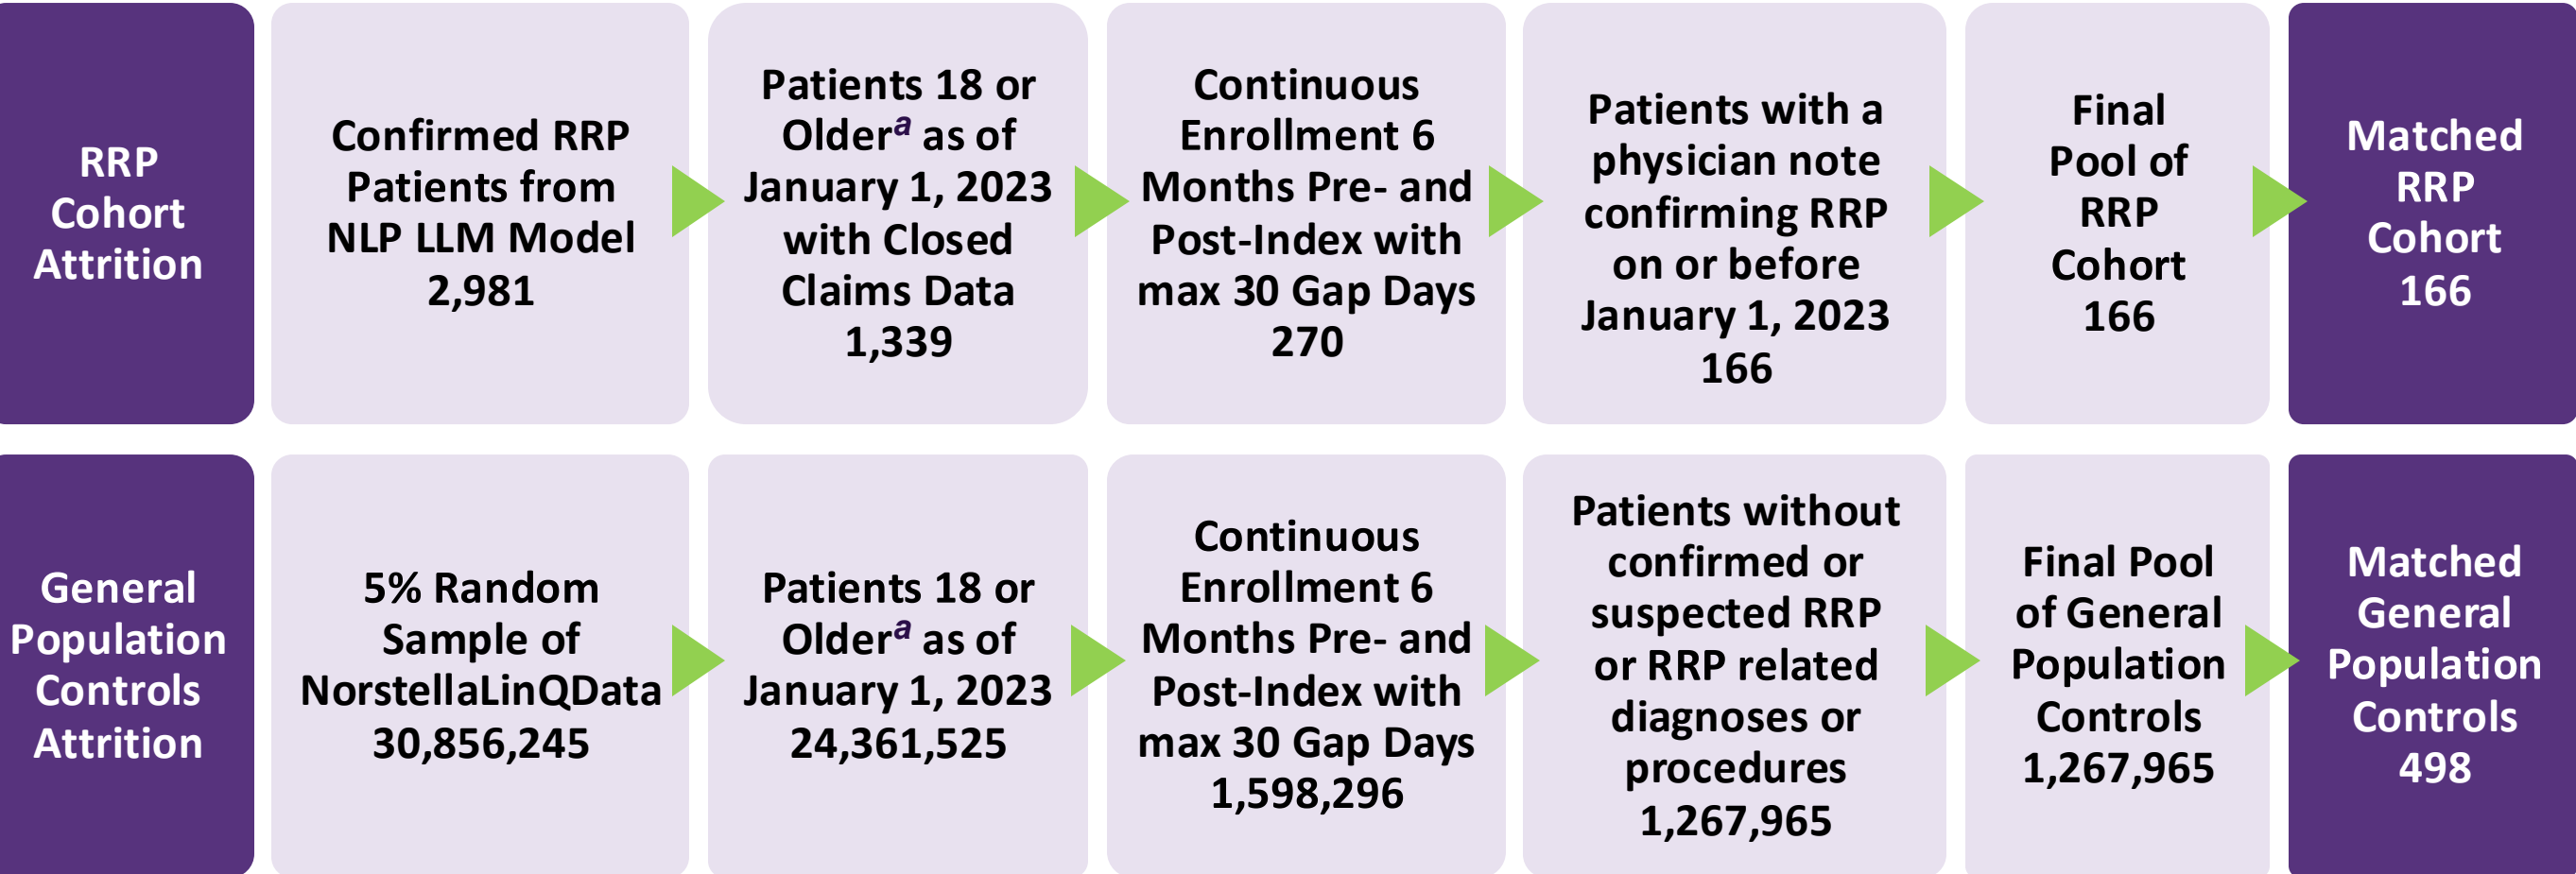 RRP
Cohort
Attrition
Confirmed RRP
Patients from
NLP LLM Model
2,981
Patients 18 or
Olderᵃ as of
January 1, 2023
with Closed
Claims Data
1,339
Continuous
Enrollment 6
Months Pre- and
Post-Index with
max 30 Gap Days
270
Patients with a
physician note
confirming RRP
on or before
January 1, 2023
166
Final
Pool of
RRP
Cohort
166
Matched
RRP
Cohort
166
General
Population
Controls
Attrition
5% Random
Sample of
NorstellaLinQData
30,856,245
Patients 18 or
Olderᵃ as of
January 1, 2023
24,361,525
Continuous
Enrollment 6
Months Pre- and
Post-Index with
max 30 Gap Days
1,598,296
Patients without
confirmed or
suspected RRP
or RRP related
diagnoses or
procedures
1,267,965
Final Pool
of General
Population
Controls
1,267,965
Matched
General
Population
Controls
498